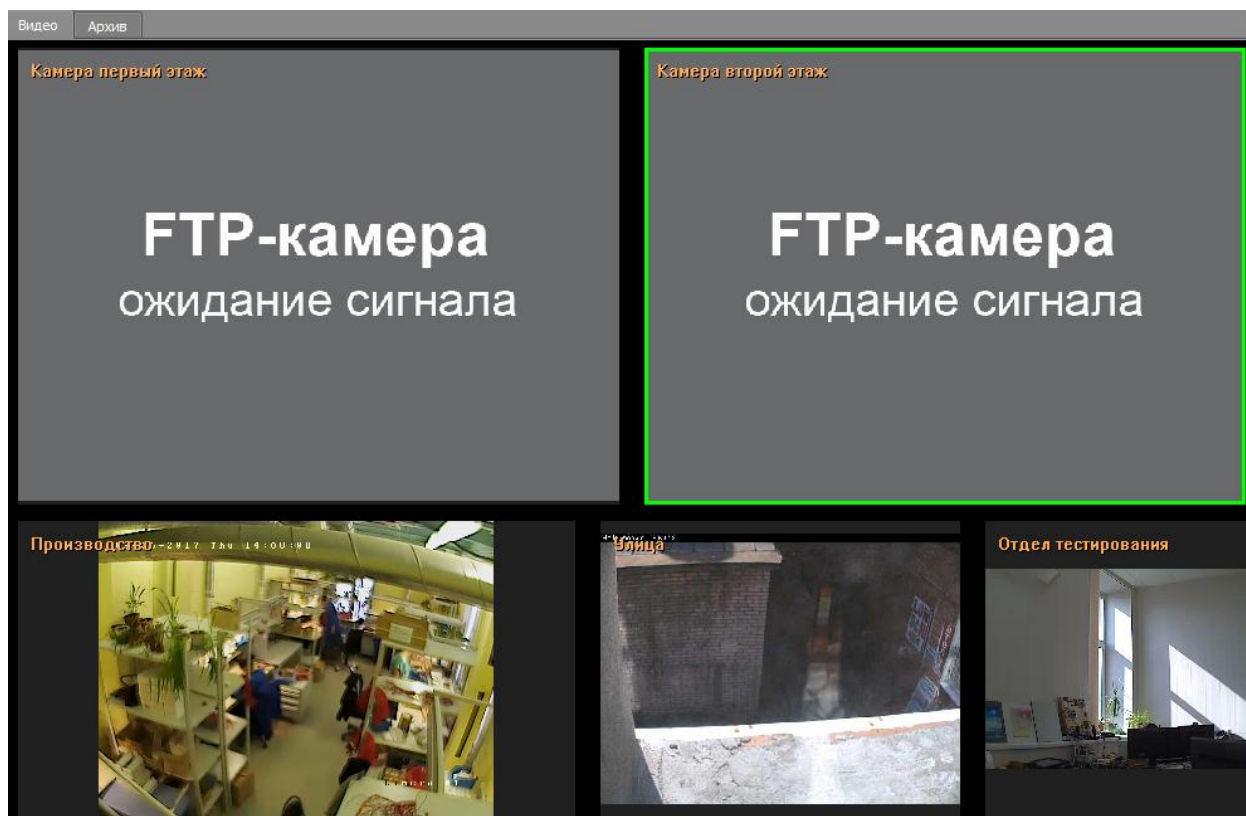 Видео
Архив
Камера первый этаж
Камера второй этаж
FTP-камера
ожидание сигнала
FTP-камера
ожидание сигнала
Производство
-2017 Thu 14:00:00
Улица
Отдел тестирования